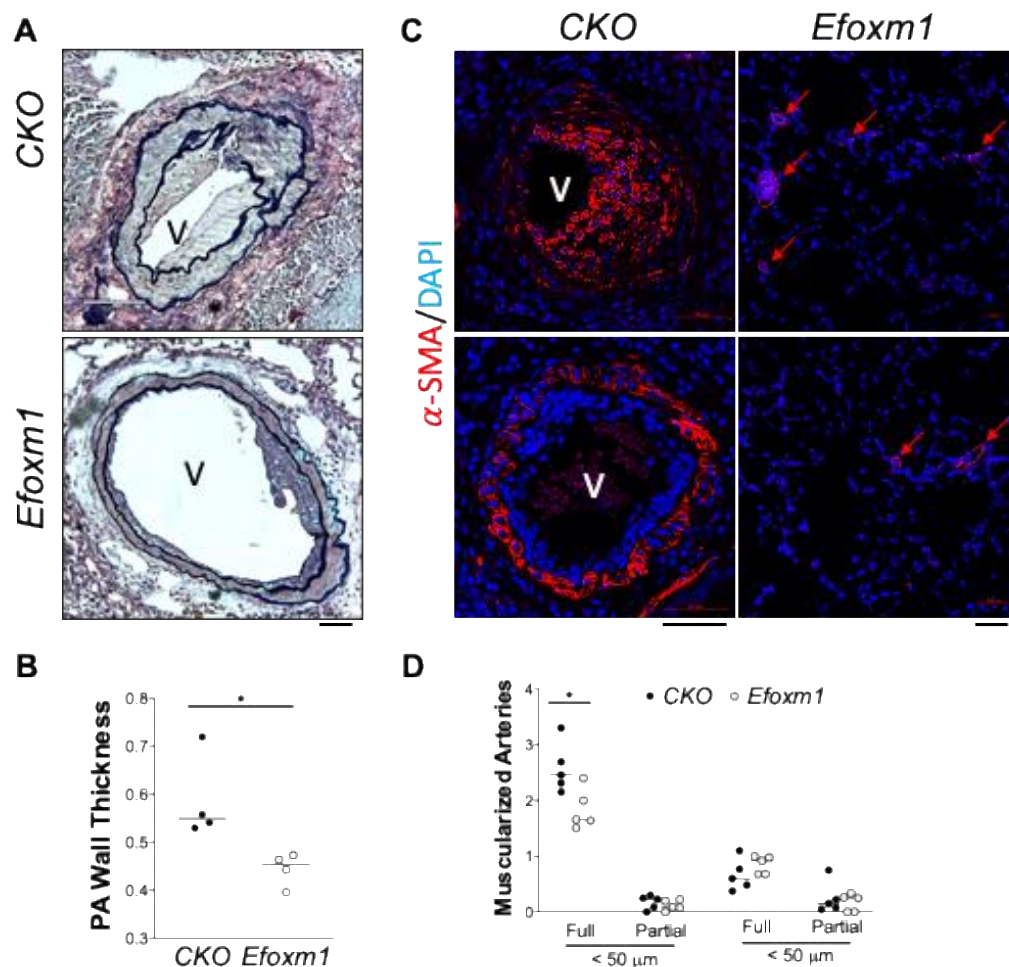 A
CKO
V
Efoxm1
V
C
CKO
Efoxm1
α-SMA/DAPI
V
V
B
*
PA Wall Thickness
0.8
0.7
0.6
0.5
0.4
0.3
CKO Efoxm1
D
CKO Efoxm1
*
Muscularized Arteries
4
3
2
1
0
Full Partial Full Partial
< 50 μm < 50 μm